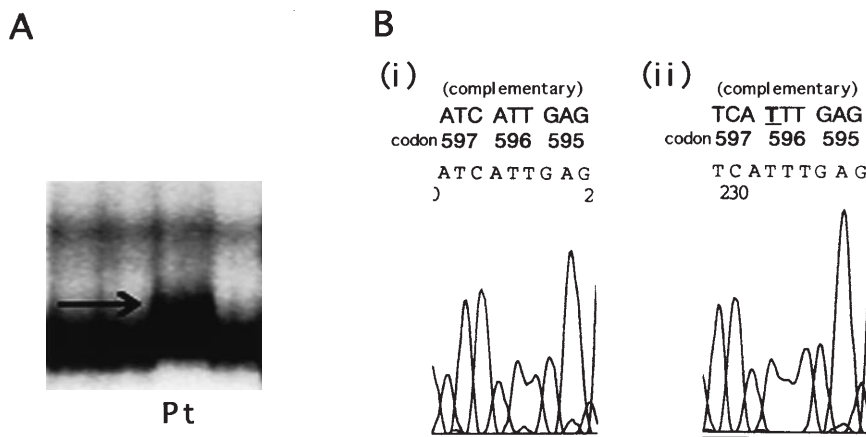 A
Pt
B
(i)
(complementary)
ATC ATT GAG
codon 597 596 595
ATCATTGAG
2
(ii)
(complementary)
TCA TTT GAG
codon 597 596 595
TCATTTGAG
230